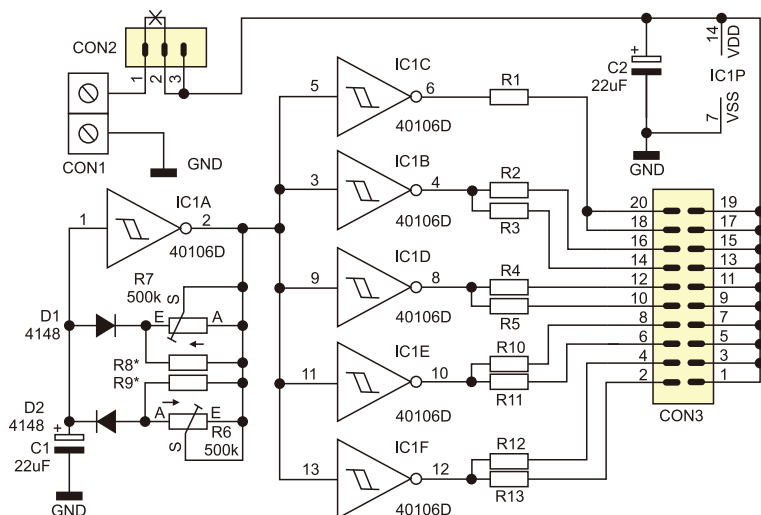 CON2
1 2 3
CON1
GND
IC1C
5
6
40106D
R1
C2
22uF
+
14
VDD
IC1P
7
VSS
GND
IC1B
3
4
40106D
R2
R3
IC1A
1
2
40106D
IC1D
9
8
40106D
R4
R5
R7
500k
S
E
A
D1
4148
R8*
R9*
D2
4148
A
E
S
R6
500k
+
C1
22uF
GND
IC1E
11
10
40106D
R10
R11
IC1F
13
12
40106D
R12
R13
20 19
18 17
16 15
14 13
12 11
10 9
8 7
6 5
4 3
2 1
CON3